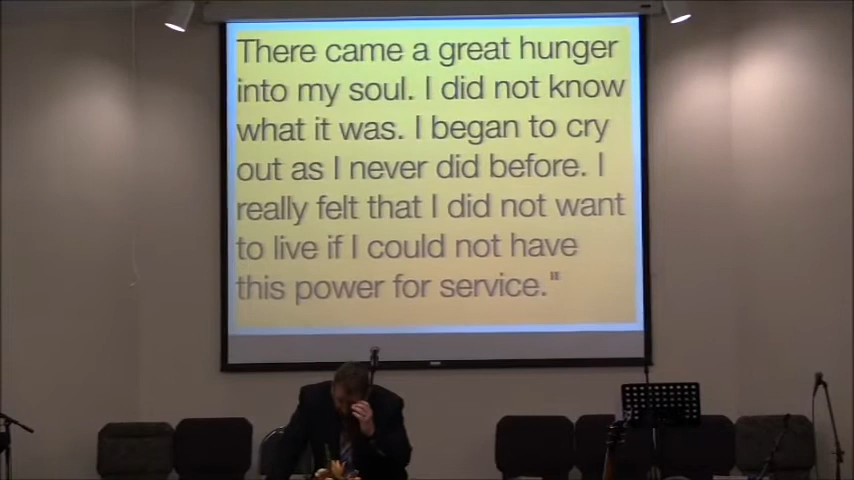 There came a great hunger
into my soul. I did not know
what it was. I began to cry
out as I never did before. I
really felt that I did not want
to live if I could not have
this power for service."